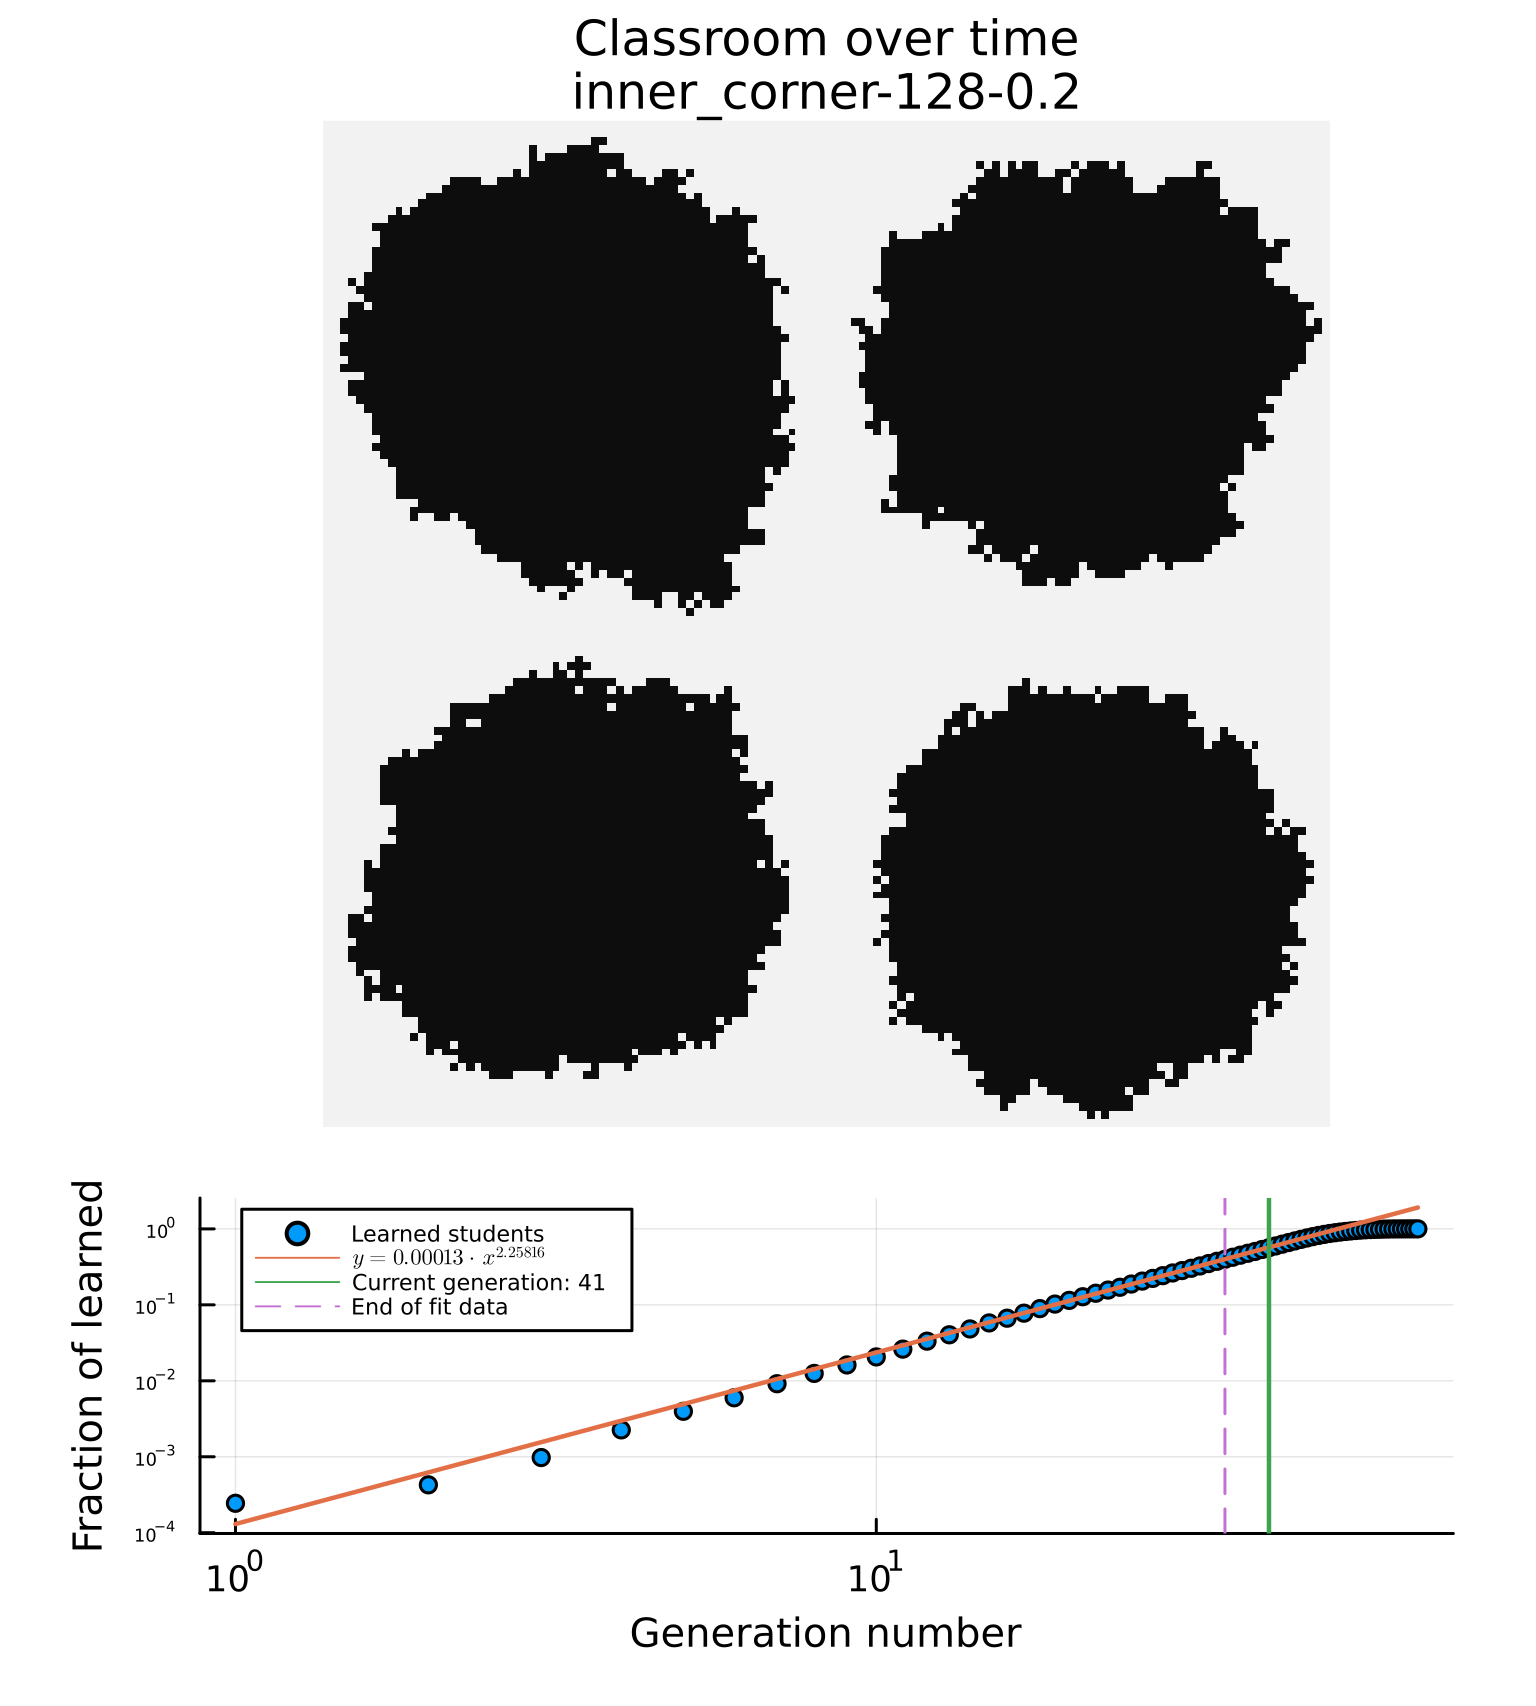 Classroom over time
inner_corner-128-0.2
Fraction of learned
10^0
10^−1
10^−2
10^−3
10^−4
Learned students
y = 0.00013 · x^2.25816
Current generation: 41
End of fit data
10^0
10^1
Generation number